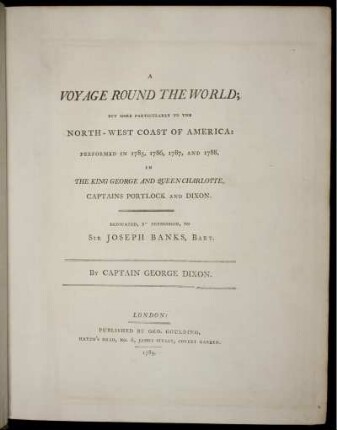 A
VOYAGE ROUND THE WORLD;
BUT MORE PARTICULARLY TO THE
NORTH-WEST COAST OF AMERICA:
PERFORMED IN 1785, 1786, 1787, AND 1788,
IN
THE KING GEORGE AND QUEEN CHARLOTTE,
CAPTAINS PORTLOCK AND DIXON.
DEDICATED, BY PERMISSION, TO
SIR JOSEPH BANKS, BART.
BY CAPTAIN GEORGE DIXON.
LONDON:
PUBLISHED BY GEO. GOULDING,
HAYDN'S HEAD, NO. 6, JAMES STREET, COVENT GARDEN.
1789.